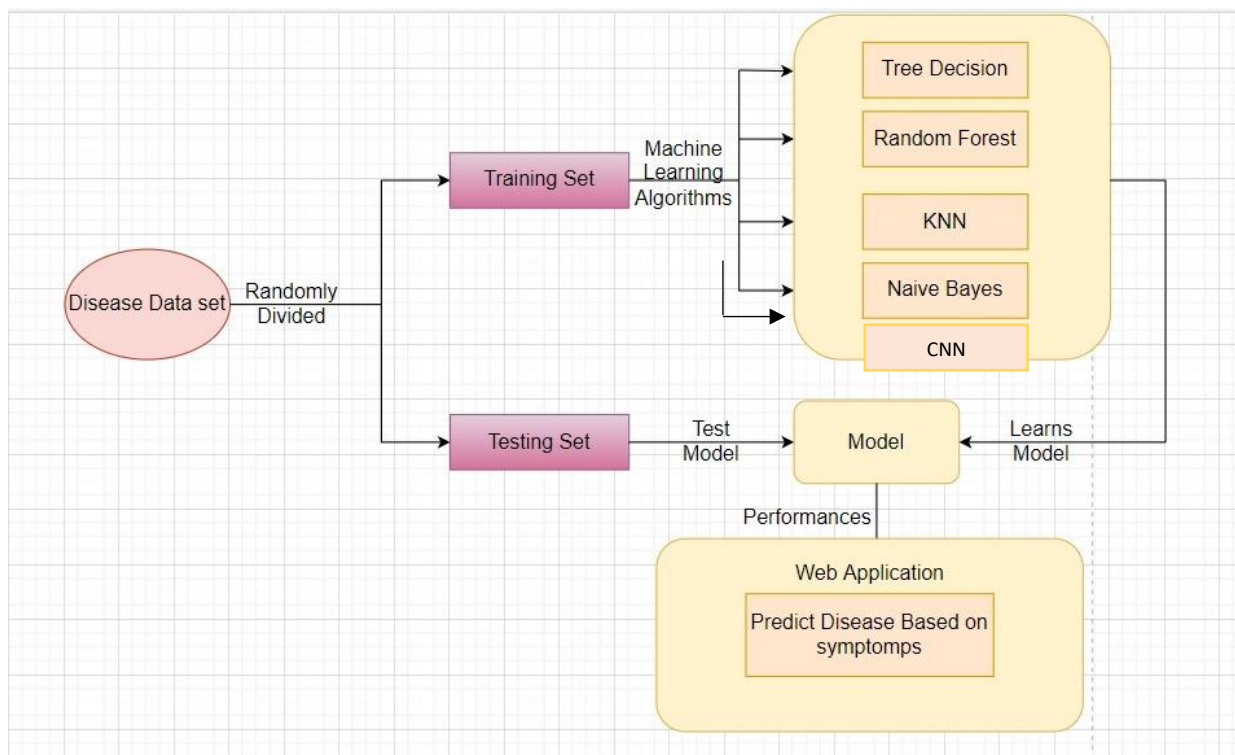 Tree Decision
Random Forest
KNN
Naive Bayes
CNN
Machine
Learning
Algorithms
Training Set
Disease Data set
Randomly
Divided
Testing Set
Test
Model
Model
Learns
Model
Performances
Web Application
Predict Disease Based on
symptomps